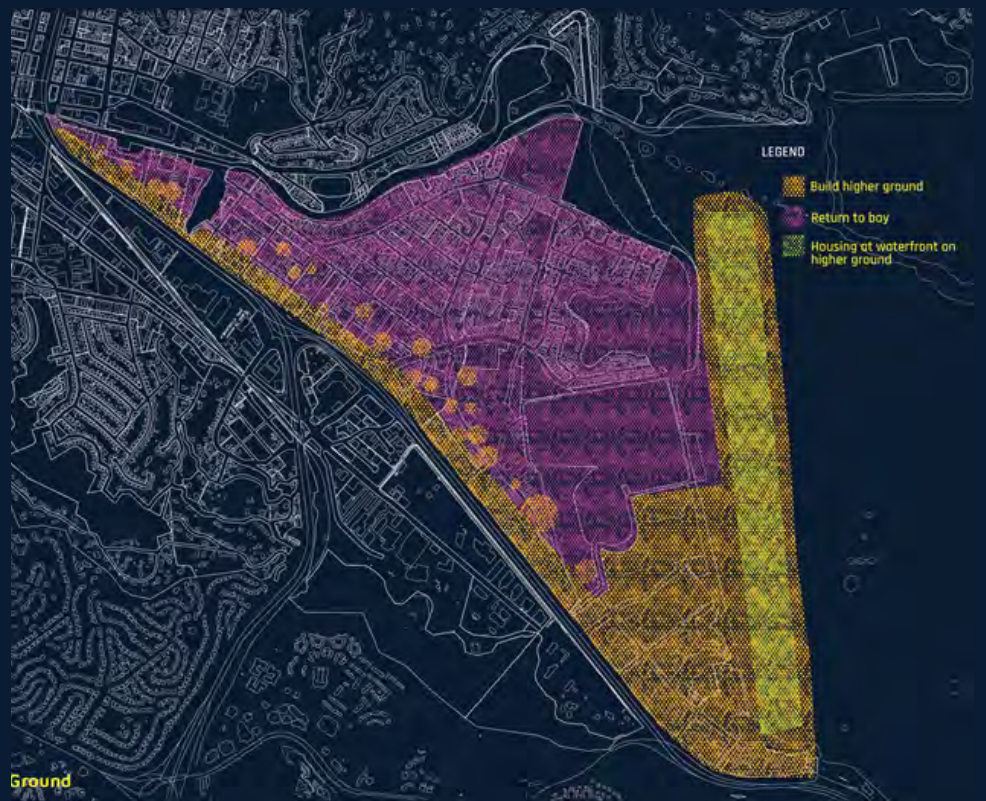 LEGEND
Build higher ground
Return to bay
Housing at waterfront on
higher ground
Ground